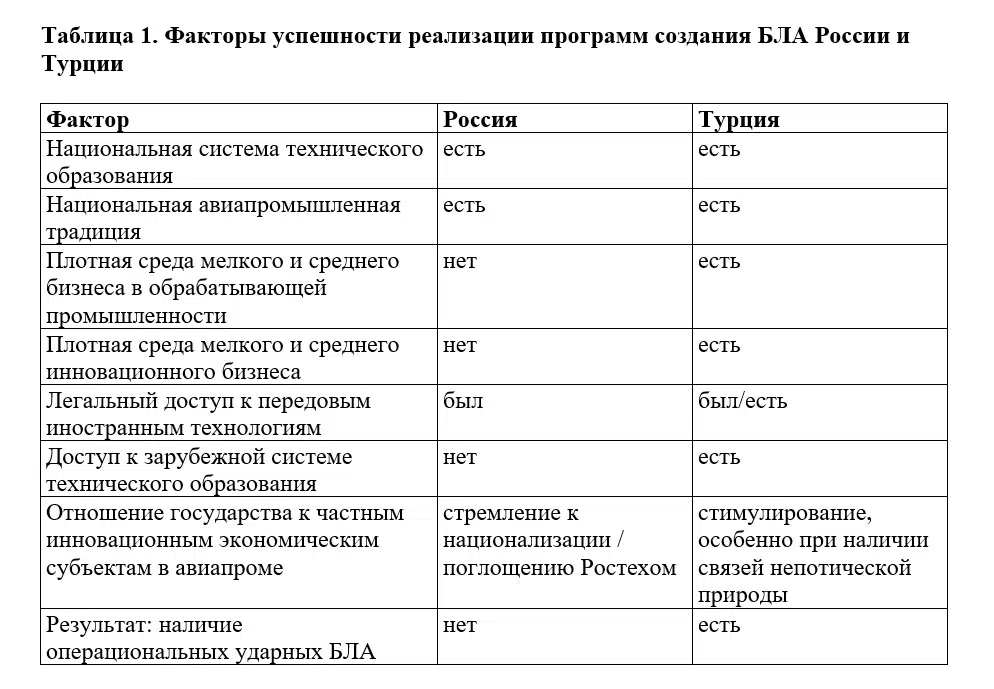 Таблица 1. Факторы успешности реализации программ создания БЛА России и
Турции
Фактор Россия Турция
Национальная система технического есть есть
образования
Национальная авиапромышленная есть есть
традиция
Плотная среда мелкого и среднего нет есть
бизнеса в обрабатывающей
промышленности
Плотная среда мелкого и среднего нет есть
инновационного бизнеса
Легальный доступ к передовым был был/есть
иностранным технологиям
Доступ к зарубежной системе нет есть
технического образования
Отношение государства к частным стремление к стимулирование,
инновационным экономическим национализации / особенно при наличии
субъектам в авиапроме поглощению Ростехом связей непотической
природы
Результат: наличие нет есть
операциональных ударных БЛА